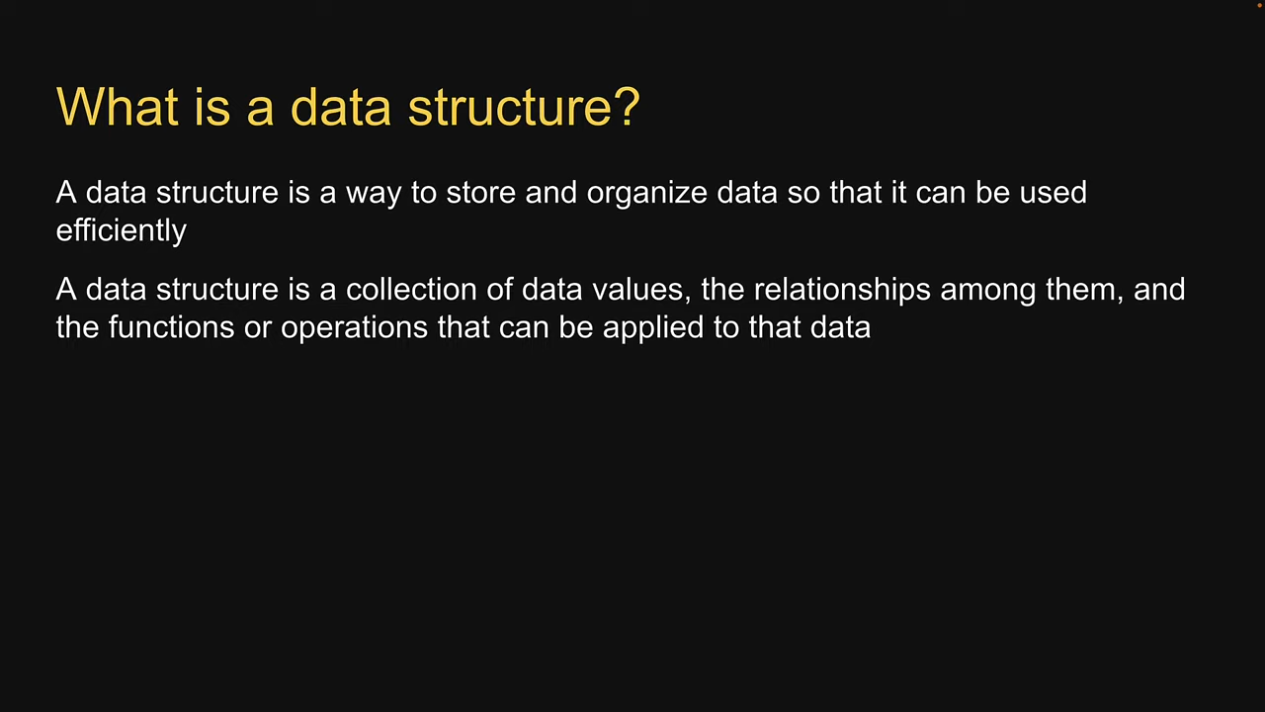 What is a data structure?
A data structure is a way to store and organize data so that it can be used
efficiently
A data structure is a collection of data values, the relationships among them, and
the functions or operations that can be applied to that data